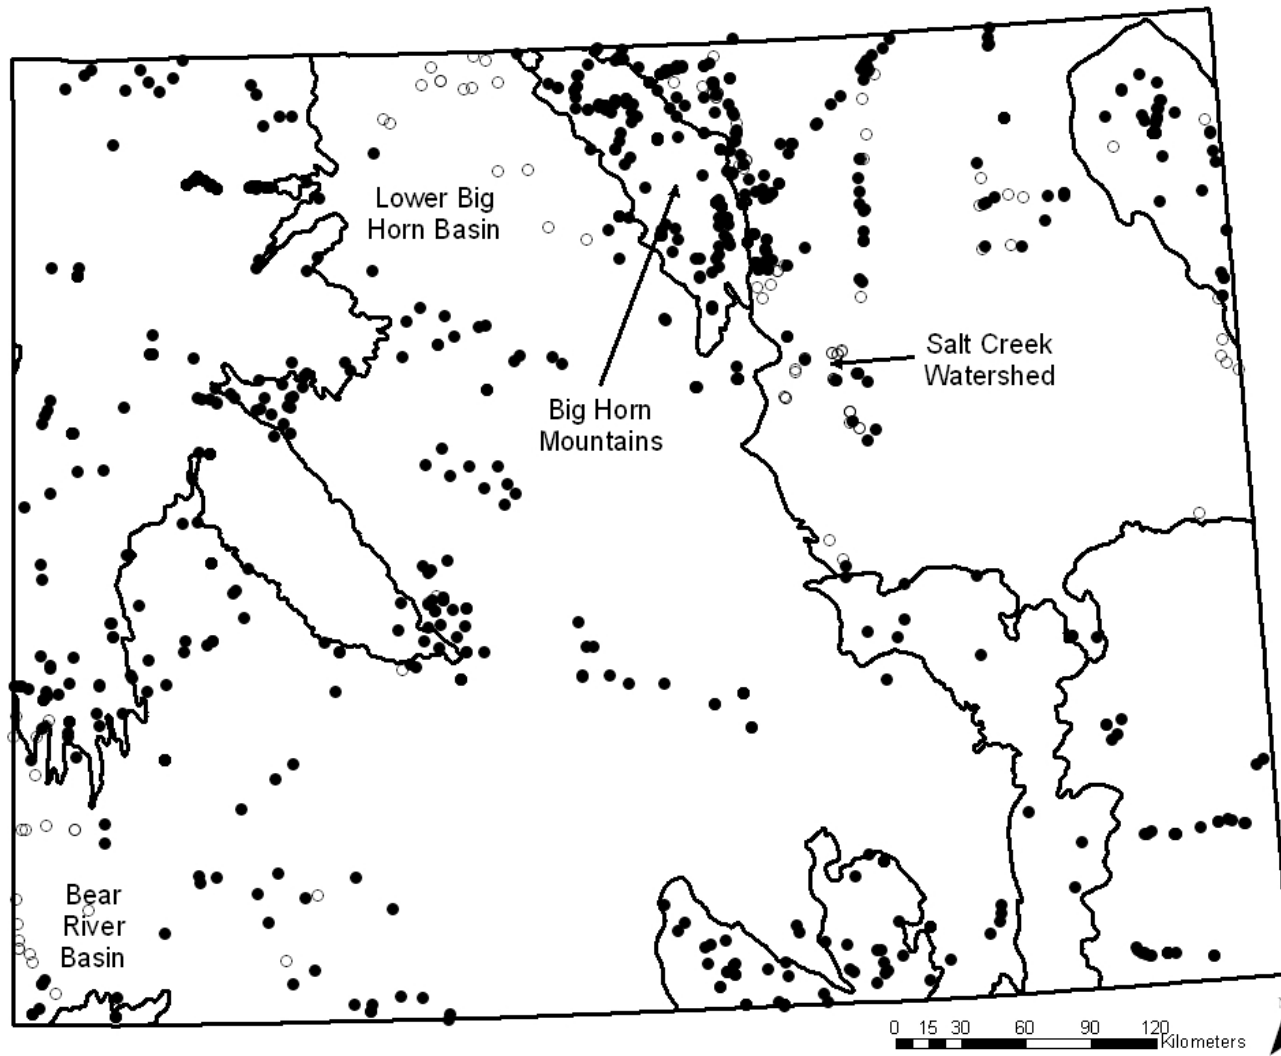 Lower Big
Horn Basin
Salt Creek
Watershed
Big Horn
Mountains
Bear
River
Basin
0 15 30 60 90 120
Kilometers